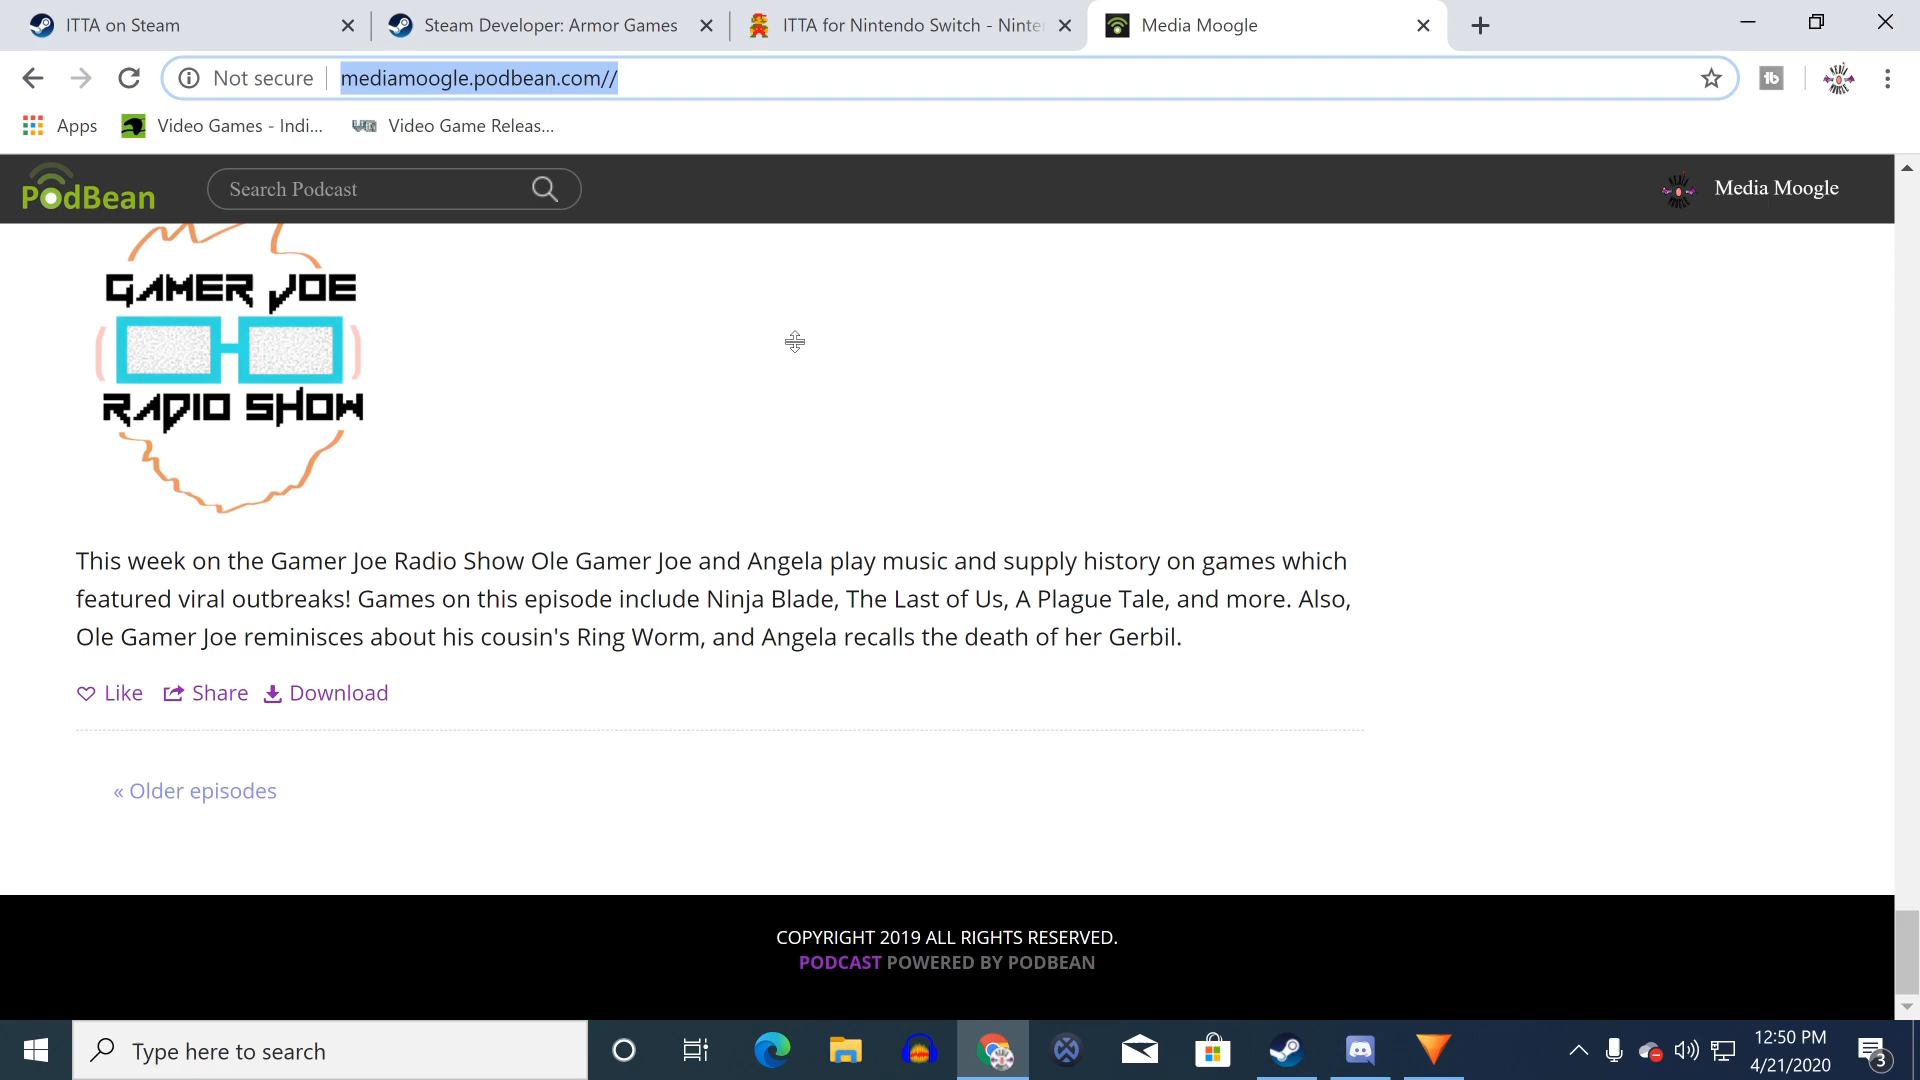 ITTA on Steam
Steam Developer: Armor Games
ITTA for Nintendo Switch - Ninte
Media Moogle
Not secure
mediamoogle.podbean.com//
Apps
Video Games - Indi...
Video Game Releas...
PodBean
Search Podcast
Media Moogle
GAMER JOE
RADIO SHOW
This week on the Gamer Joe Radio Show Ole Gamer Joe and Angela play music and supply history on games which
featured viral outbreaks! Games on this episode include Ninja Blade, The Last of Us, A Plague Tale, and more. Also,
Ole Gamer Joe reminisces about his cousin's Ring Worm, and Angela recalls the death of her Gerbil.
Like Share Download
« Older episodes
COPYRIGHT 2019 ALL RIGHTS RESERVED.
PODCAST POWERED BY PODBEAN
Type here to search
12:50 PM
4/21/2020
3